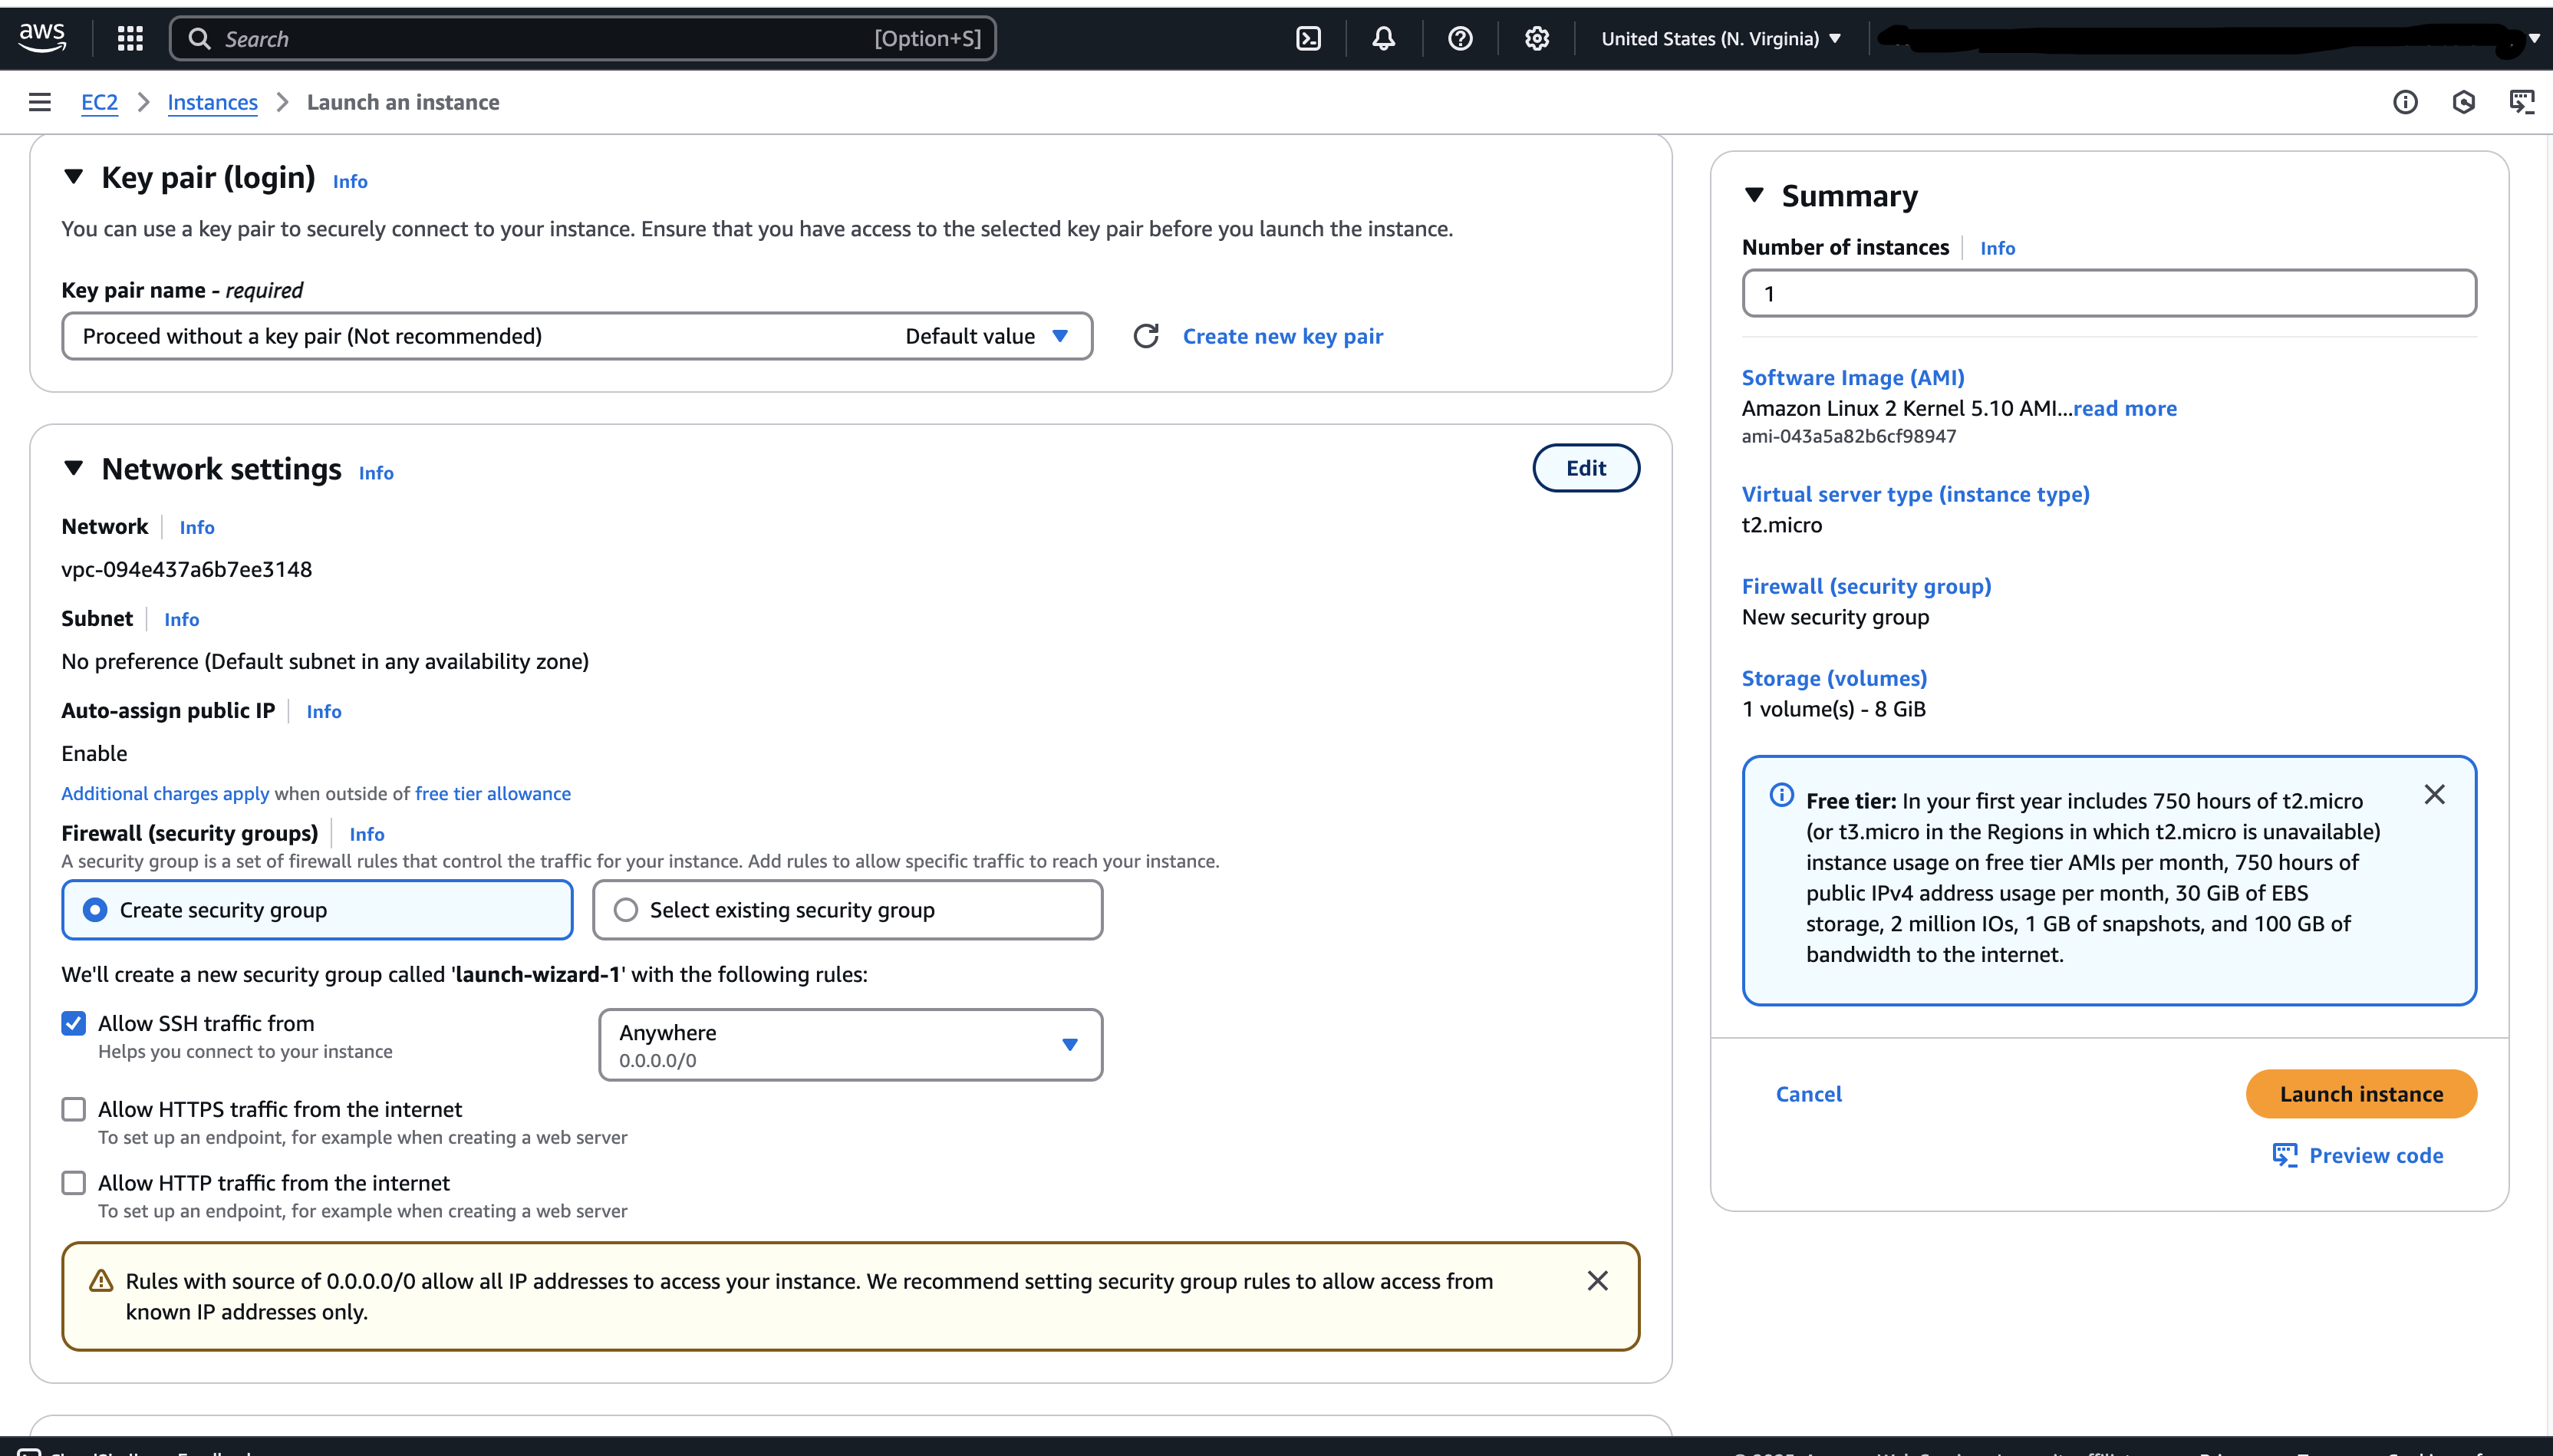 aws
Search [Option+S]
United States (N. Virginia)
EC2 Instances Launch an instance
Key pair (login) Info
You can use a key pair to securely connect to your instance. Ensure that you have access to the selected key pair before you launch the instance.
Key pair name - required
Proceed without a key pair (Not recommended) Default value
Create new key pair
Network settings Info
Edit
Network Info
vpc-094e437a6b7ee3148
Subnet Info
No preference (Default subnet in any availability zone)
Auto-assign public IP Info
Enable
Additional charges apply when outside of free tier allowance
Firewall (security groups) Info
A security group is a set of firewall rules that control the traffic for your instance. Add rules to allow specific traffic to reach your instance.
Create security group
Select existing security group
We'll create a new security group called 'launch-wizard-1' with the following rules:
Allow SSH traffic from
Helps you connect to your instance
Anywhere
0.0.0.0/0
Allow HTTPS traffic from the internet
To set up an endpoint, for example when creating a web server
Allow HTTP traffic from the internet
To set up an endpoint, for example when creating a web server
Rules with source of 0.0.0.0/0 allow all IP addresses to access your instance. We recommend setting security group rules to allow access from
known IP addresses only.
Summary
Number of instances Info
1
Software Image (AMI)
Amazon Linux 2 Kernel 5.10 AMI...read more
ami-043a5a82b6cf98947
Virtual server type (instance type)
t2.micro
Firewall (security group)
New security group
Storage (volumes)
1 volume(s) - 8 GiB
Free tier: In your first year includes 750 hours of t2.micro
(or t3.micro in the Regions in which t2.micro is unavailable)
instance usage on free tier AMIs per month, 750 hours of
public IPv4 address usage per month, 30 GiB of EBS
storage, 2 million IOs, 1 GB of snapshots, and 100 GB of
bandwidth to the internet.
Cancel
Launch instance
Preview code